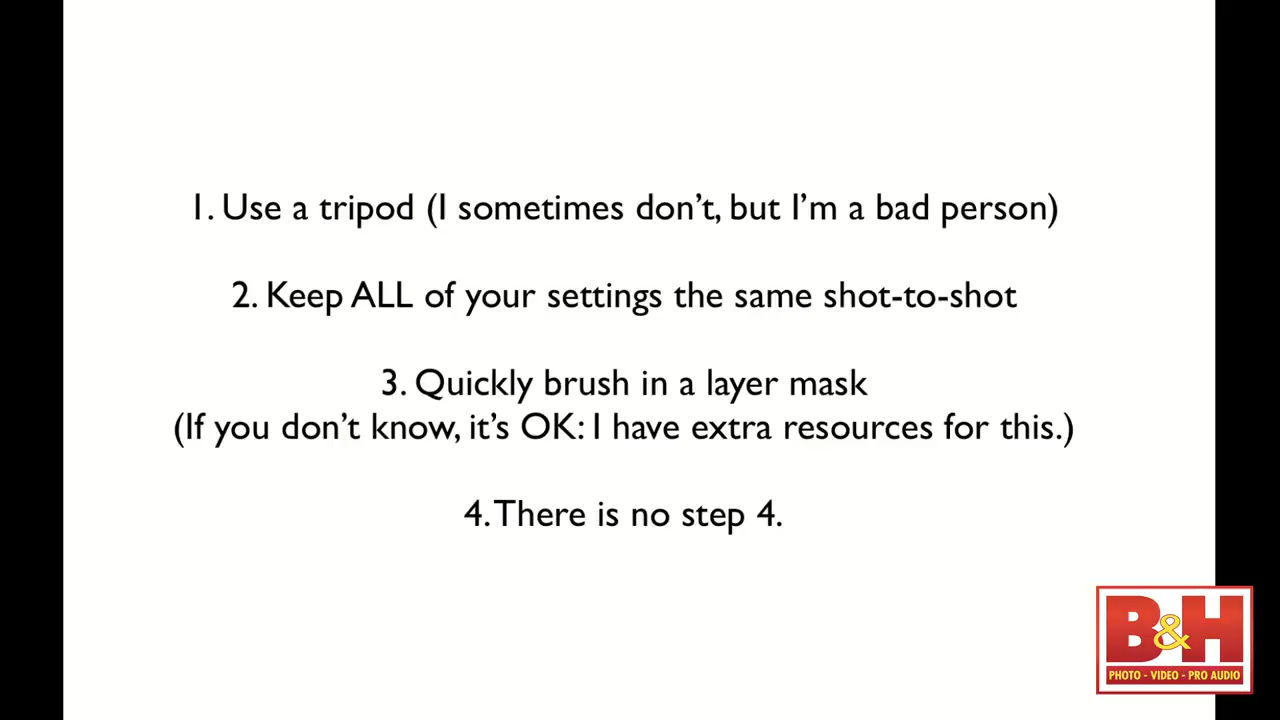 1. Use a tripod (I sometimes don't, but I'm a bad person)
2. Keep ALL of your settings the same shot-to-shot
3. Quickly brush in a layer mask
(If you don't know, it's OK: I have extra resources for this.)
4. There is no step 4.
B&H
PHOTO - VIDEO - PRO AUDIO